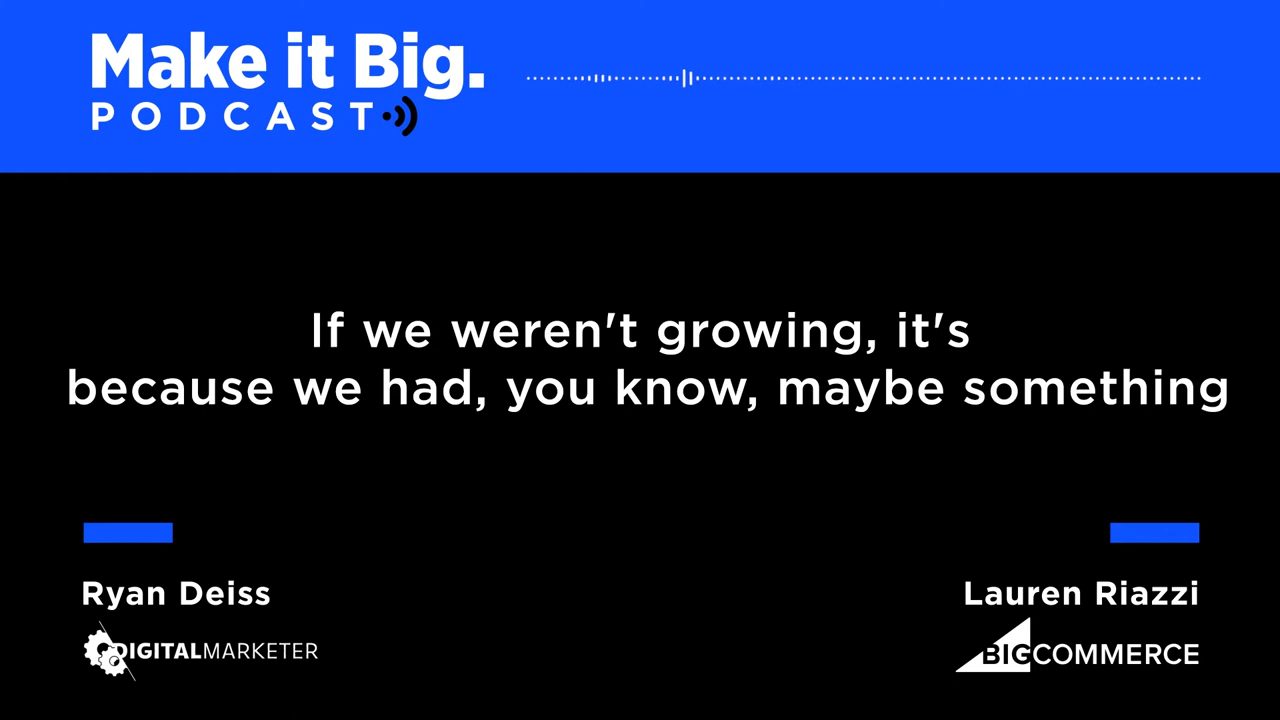 Make it Big.
PODCAST
If we weren't growing, it's
because we had, you know, maybe something
Ryan Deiss
Lauren Riazzi
DIGITALMARKETER
BIGCOMMERCE